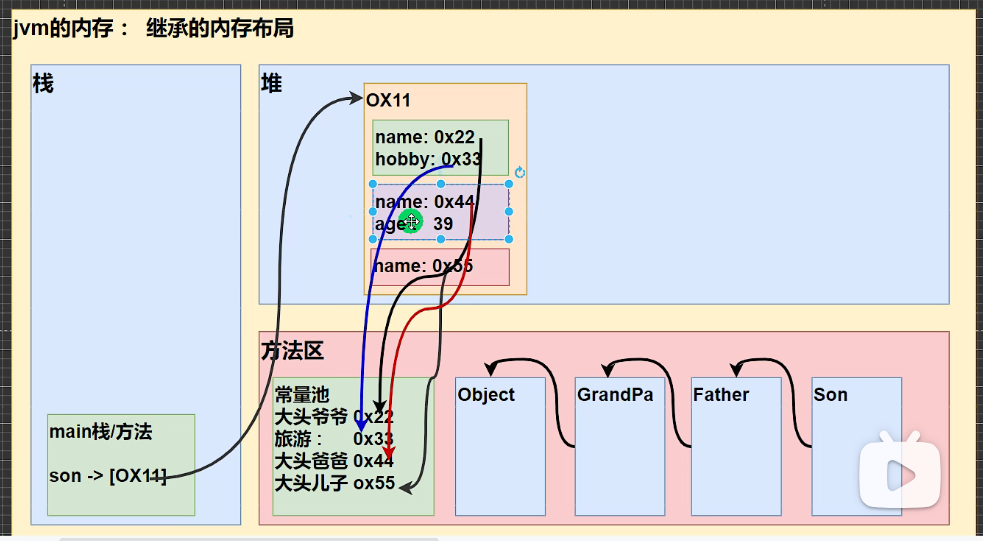 jvm的内存： 继承的内存布局
栈
堆
OX11
name: 0x22
hobby: 0x33
name: 0x44
age: 39
name: 0x55
main栈/方法
son -> [OX11]
方法区
常量池
大头爷爷 0x22
旅游： 0x33
大头爸爸 0x44
大头儿子 ox55
Object
GrandPa
Father
Son